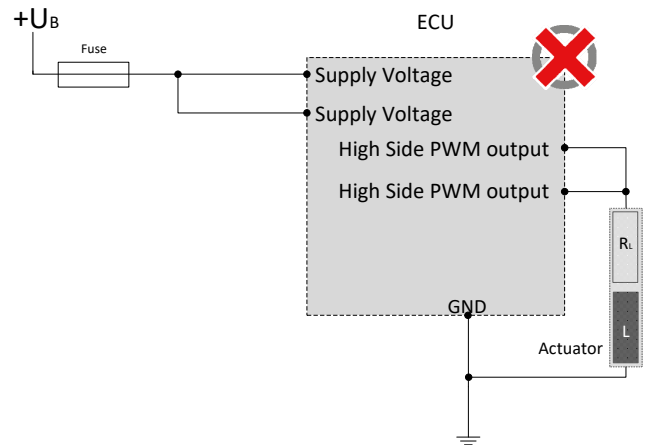 +UB
ECU
Fuse
Supply Voltage
Supply Voltage
High Side PWM output
High Side PWM output
RL
GND
L
Actuator